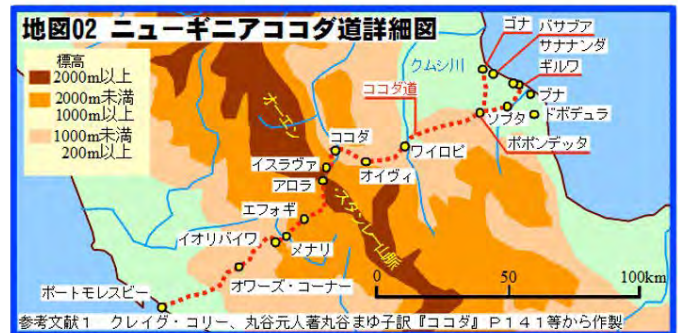 地図02 ニューギニアココダ道詳細図
標高
2000m以上
2000m未満
1000m以上
1000m未満
200m以上
ゴナ
バサブア
サナナンダ
ギルワ
クムシ川
ブナ
ココダ道
ドボデュラ
ソプタ
ポポンデッタ
オーエン
ココダ
ワイロピ
イスラヴァ
オイヴィ
アロラ
・スタンレー山脈
エフォギ
イオリバイワ
メナリ
オワーズ・コーナー
ポートモレスビー
0 50 100km
参考文献1 クレイグ・コリー、丸谷元人著丸谷まゆ子訳『ココダ』P141等から作製